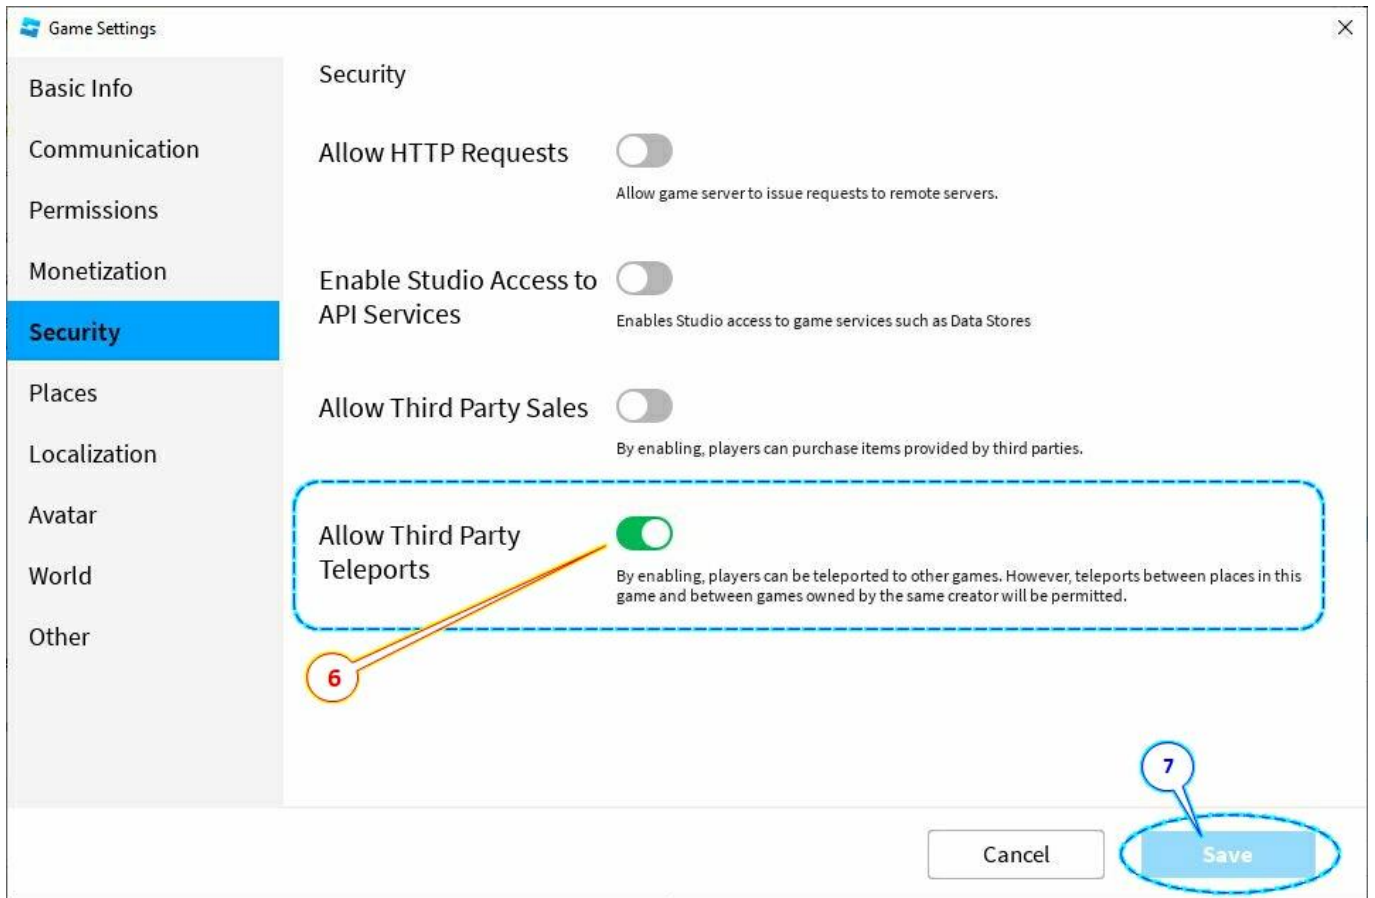 Game Settings
Basic Info
Communication
Permissions
Monetization
Security
Places
Localization
Avatar
World
Other
Security
Allow HTTP Requests
Allow game server to issue requests to remote servers.
Enable Studio Access to
API Services
Enables Studio access to game services such as Data Stores
Allow Third Party Sales
By enabling, players can purchase items provided by third parties.
Allow Third Party
Teleports
By enabling, players can be teleported to other games. However, teleports between places in this
game and between games owned by the same creator will be permitted.
6
7
Cancel
Save